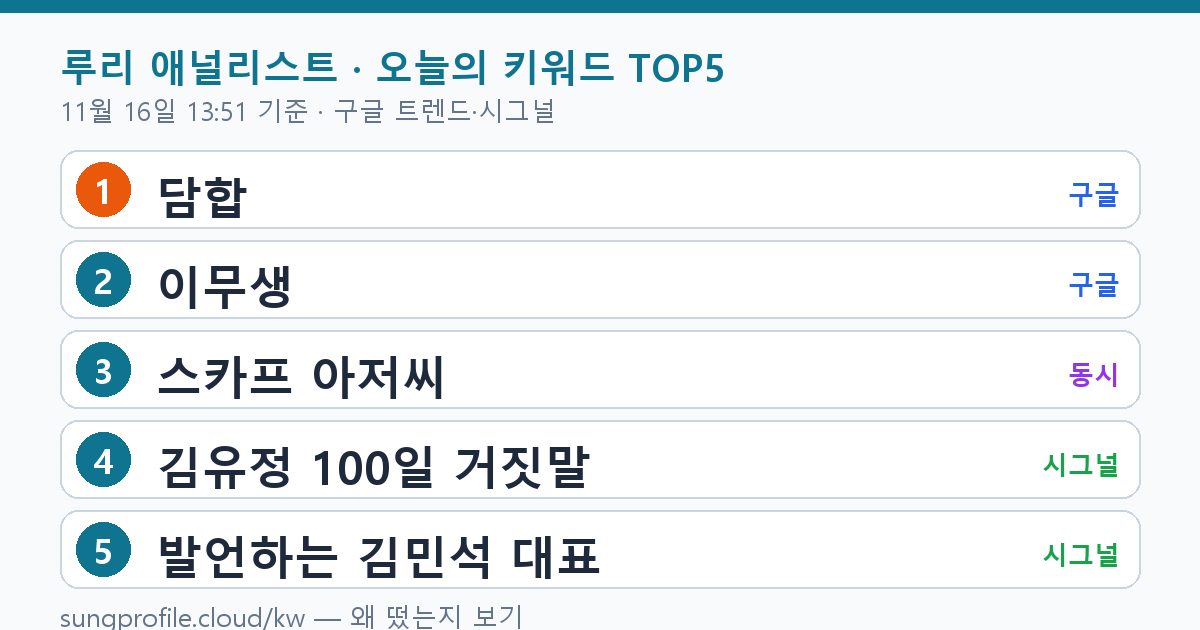 루리 애널리스트 · 오늘의 키워드 TOP5
11월 16일 13:51 기준 · 구글 트렌드·시그널
1 담합 구글
2 이무생 구글
3 스카프 아저씨 동시
4 김유정 100일 거짓말 시그널
5 발언하는 김민석 대표 시그널
sungprofile.cloud/kw — 왜 떴는지 보기